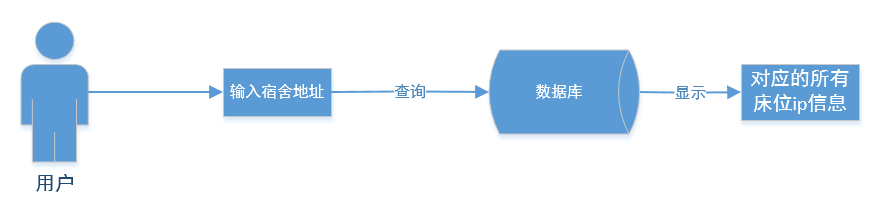 用户
输入宿舍地址
查询
数据库
显示
对应的所有
床位ip信息